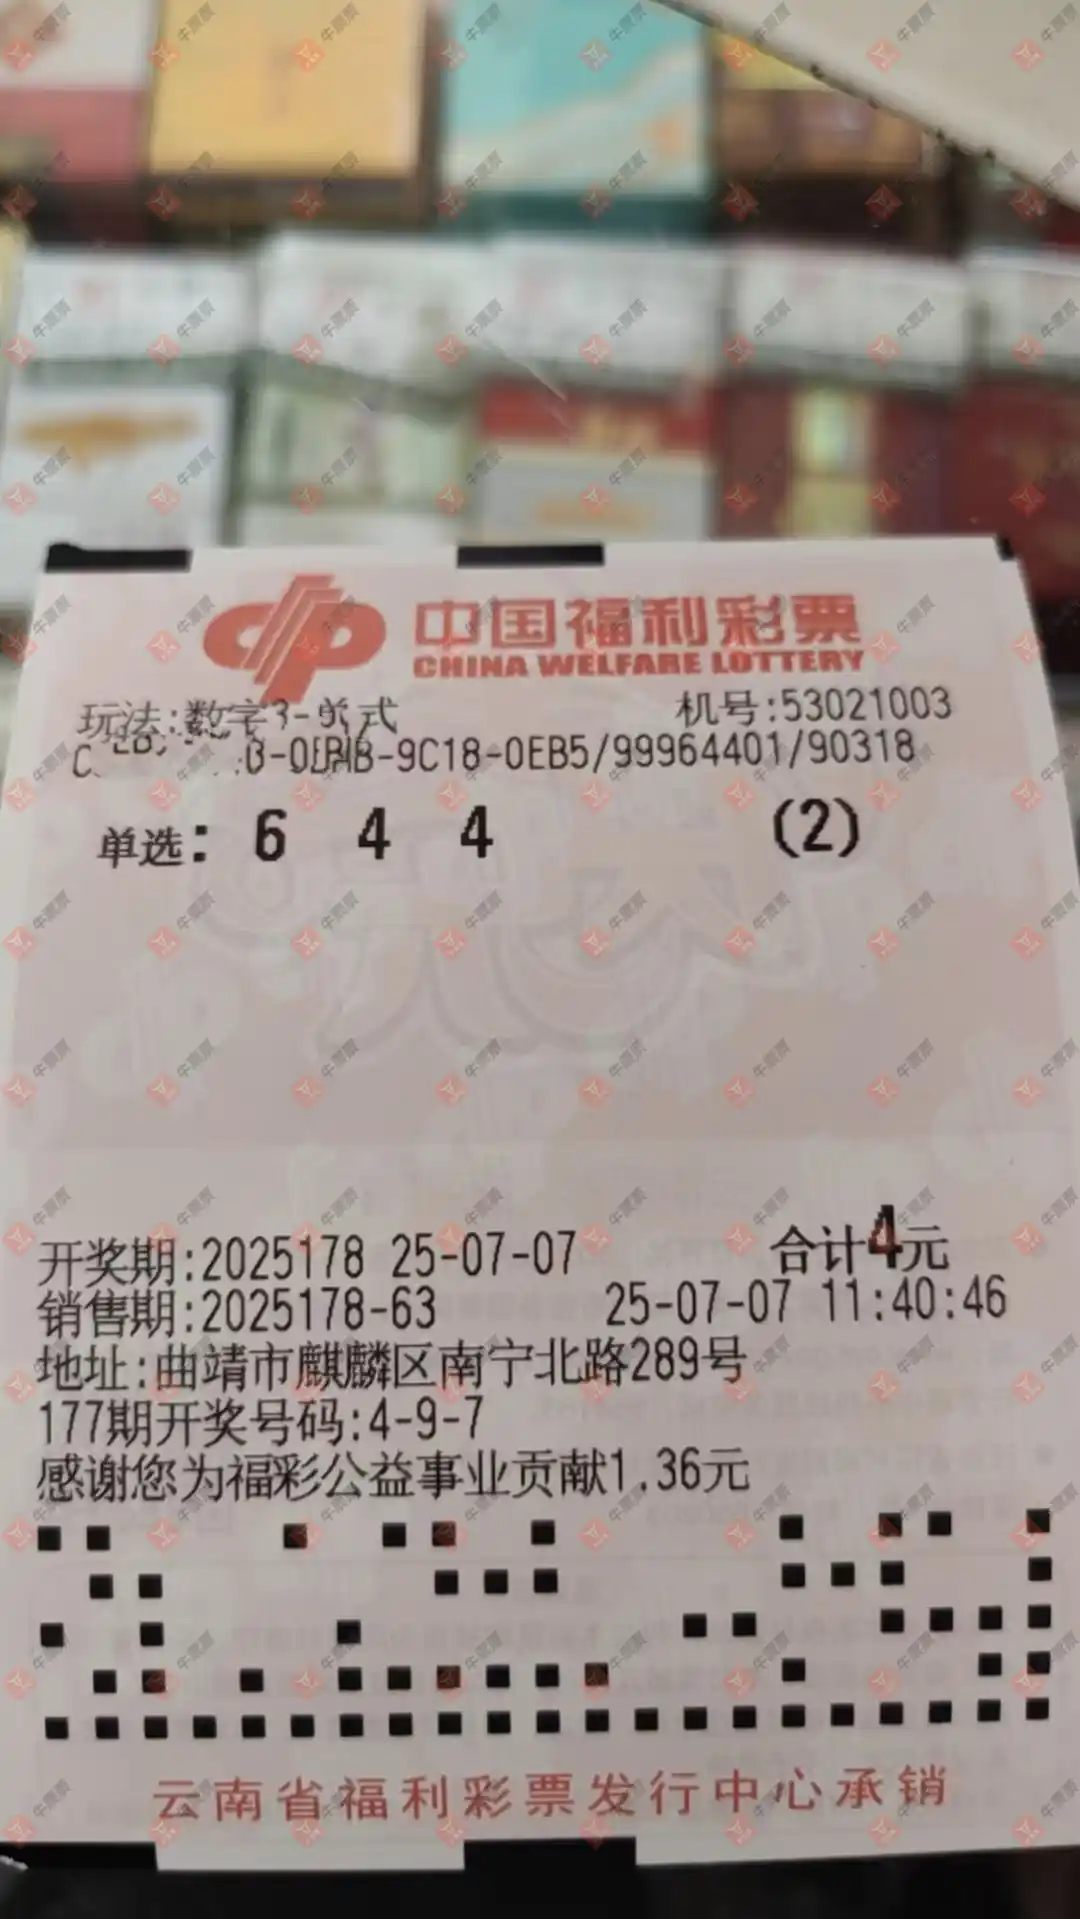 中国福利彩票
CHINA WELFARE LOTTERY
玩法:数字3-单式 机号:53021003
-9C18-0EB5/99964401/90318
单选: 6 4 4 (2)
开奖期:2025178 25-07-07 合计4元
销售期:2025178-63 25-07-07 11:40:46
地址:曲靖市麒麟区南宁北路289号
177期开奖号码:4-9-7
感谢您为福彩公益事业贡献1.36元
云南省福利彩票发行中心承销
牛票票